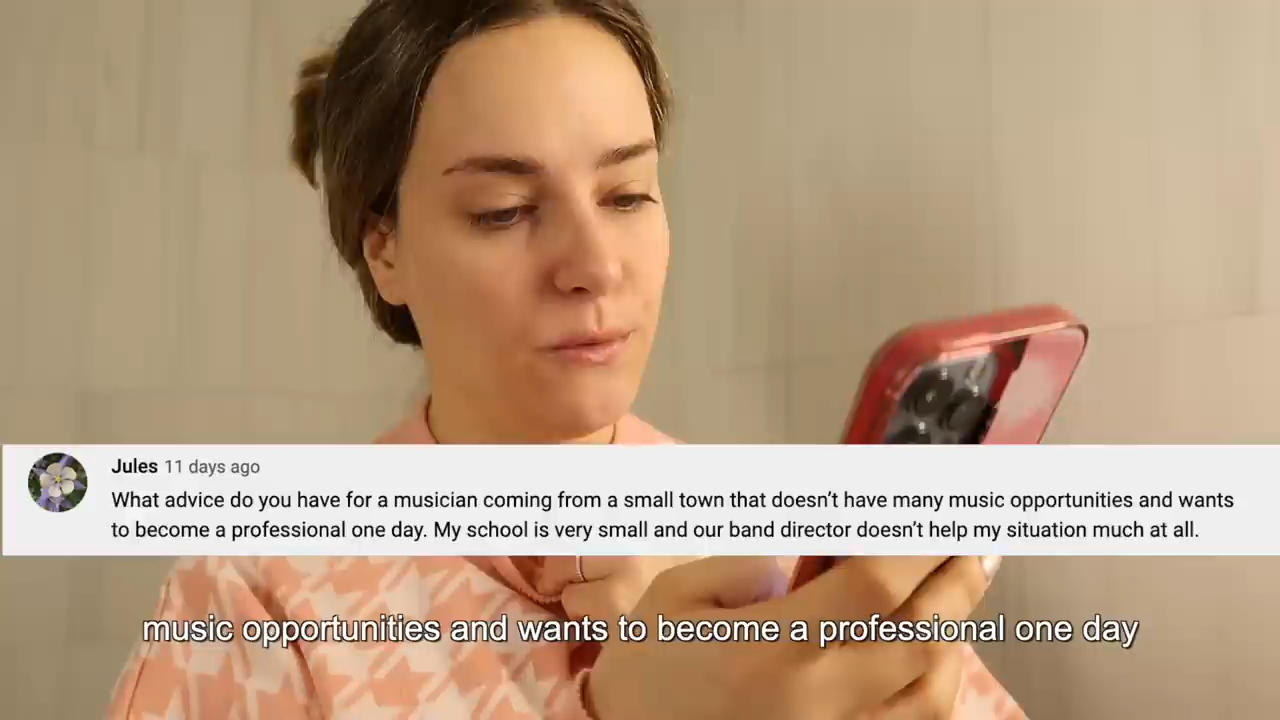 Jules 11 days ago
What advice do you have for a musician coming from a small town that doesn’t have many music opportunities and wants
to become a professional one day. My school is very small and our band director doesn’t help my situation much at all.
music opportunities and wants to become a professional one day